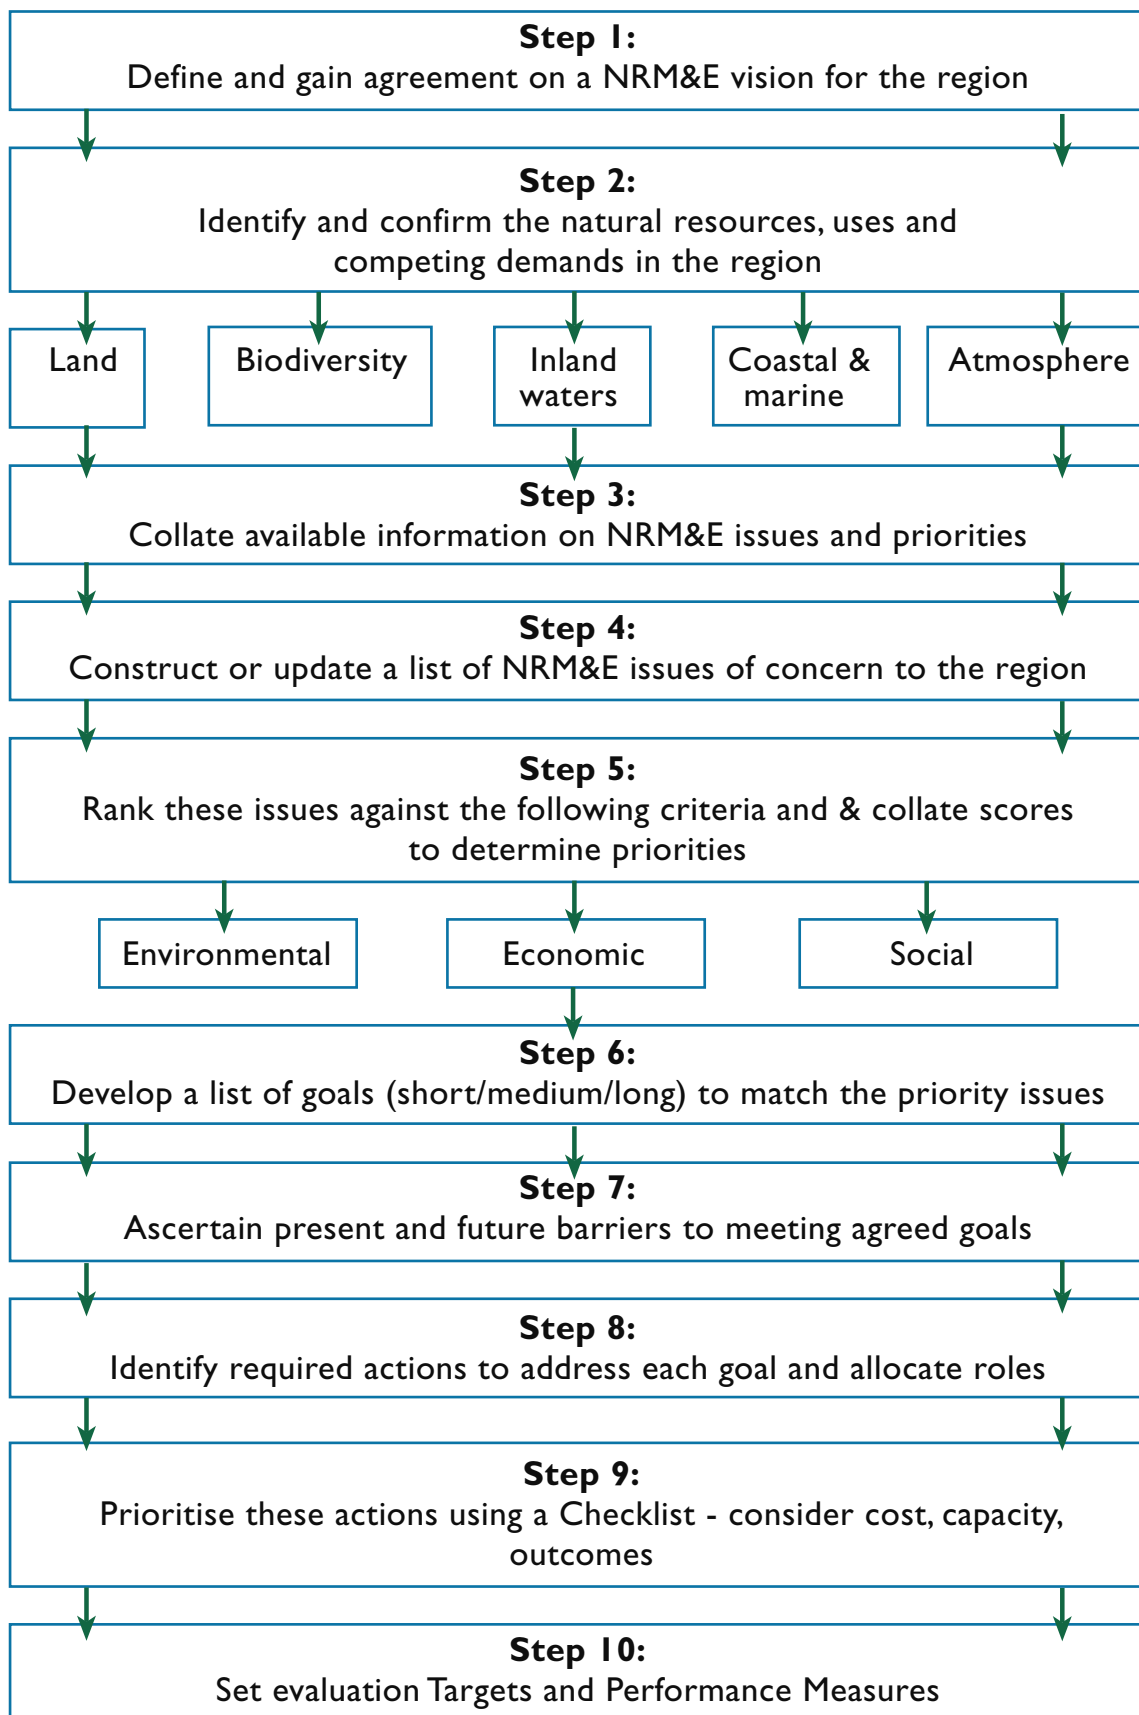 Step 1:
Define and gain agreement on a NRM&E vision for the region
Step 2:
Identify and confirm the natural resources, uses and
competing demands in the region
Land
Biodiversity
Inland
waters
Coastal &
marine
Atmosphere
Step 3:
Collate available information on NRM&E issues and priorities
Step 4:
Construct or update a list of NRM&E issues of concern to the region
Step 5:
Rank these issues against the following criteria and & collate scores
to determine priorities
Environmental
Economic
Social
Step 6:
Develop a list of goals (short/medium/long) to match the priority issues
Step 7:
Ascertain present and future barriers to meeting agreed goals
Step 8:
Identify required actions to address each goal and allocate roles
Step 9:
Prioritise these actions using a Checklist - consider cost, capacity,
outcomes
Step 10:
Set evaluation Targets and Performance Measures